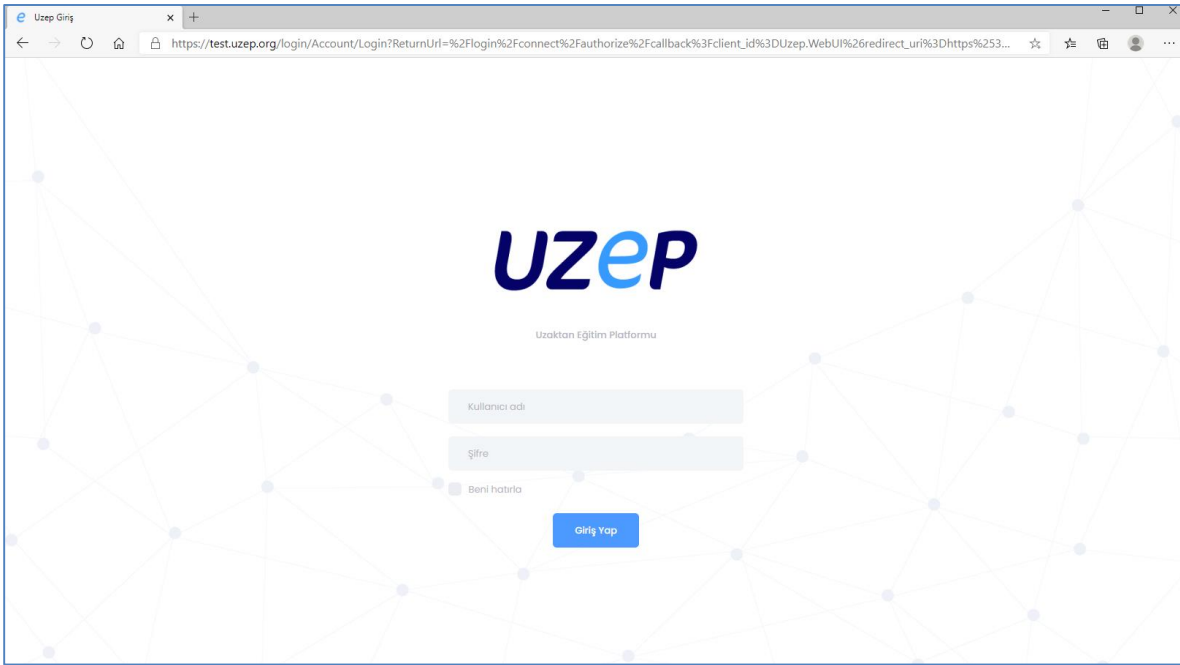 Uzep Giriş
https://test.uzep.org/login/Account/Login?ReturnUrl=%2Flogin%2Fconnect%2Fauthorize%2Fcallback%3Fclient_id%3DUzep.WebUI%26redirect_uri%3Dhttps%253...
uzep
Uzaktan Eğitim Platformu
Kullanıcı adı
Şifre
Beni hatırla
Giriş Yap